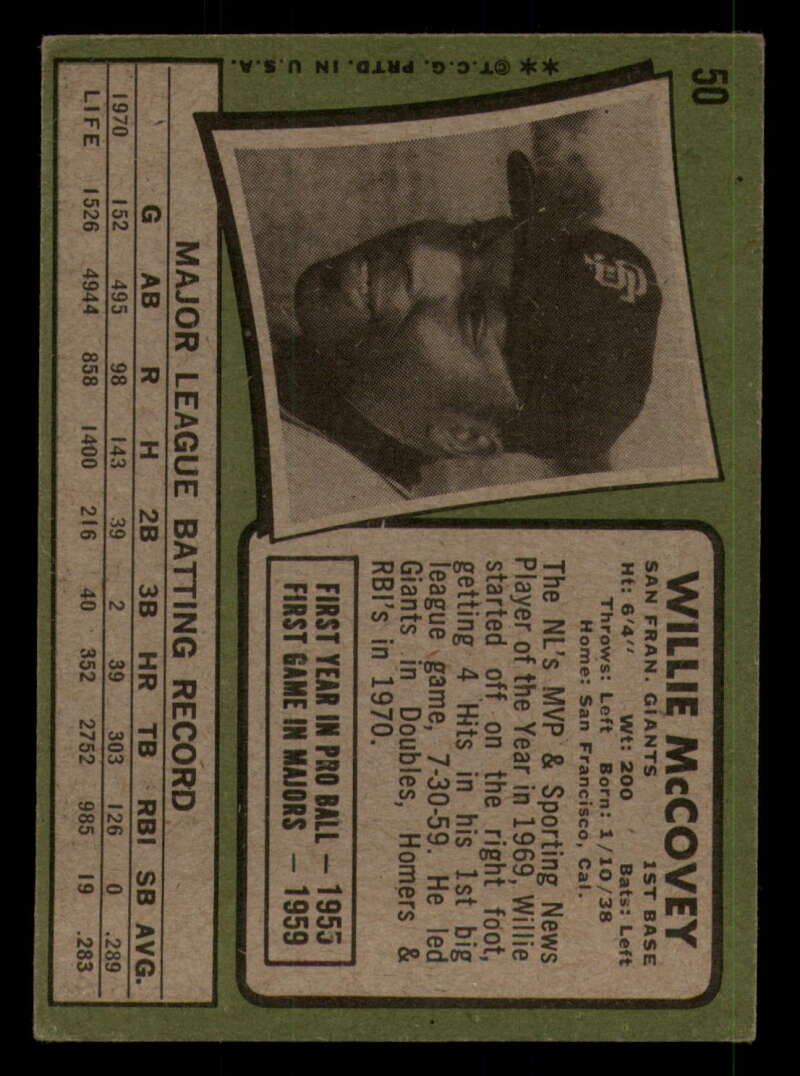 50
**©T.C.G. PRTD. IN U.S.A.
SF
WILLIE McCOVEY
SAN FRAN. GIANTS 1ST BASE
Ht: 6'4" Wt: 200 Bats: Left
Throws: Left Born: 1/10/38
Home: San Francisco, Cal.
The NL's MVP & Sporting News
Player of the Year in 1969, Willie
started off on the right foot,
getting 4 Hits in his 1st big
league game, 7-30-59. He led
Giants in Doubles, Homers &
RBI's in 1970.
FIRST YEAR IN PRO BALL — 1955
FIRST GAME IN MAJORS — 1959
MAJOR LEAGUE BATTING RECORD
G AB R H 2B 3B HR TB RBI SB AVG.
1970 152 495 98 143 39 2 39 303 126 0 .289
LIFE 1526 4944 858 1400 216 40 352 2752 985 19 .283